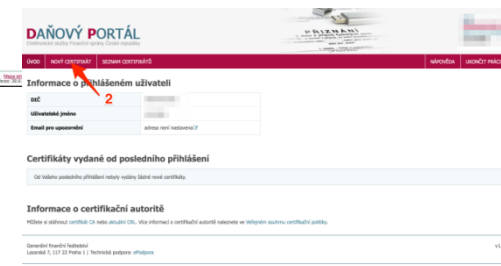 DAŇOVÝ PORTÁL
Elektronické služby Finanční správy České republiky
PŘIZNÁNÍ
ÚVOD NOVÝ CERTIFIKÁT SEZNAM CERTIFIKÁTŮ NÁPOVĚDA UKONČIT PRÁCI
Informace o přihlášeném uživateli
2
DIČ
Uživatelské jméno
Email pro upozornění adresa není nastavena
Certifikáty vydané od posledního přihlášení
Od Vašeho posledního přihlášení nebyly vydány žádné nové certifikáty.
Informace o certifikační autoritě
Můžete si stáhnout certifikát CA nebo aktuální CRL. Více informací o certifikační autoritě naleznete ve Veřejném souhrnu certifikační politiky.
Generální finanční ředitelství
Lazarská 7, 117 22 Praha 1 | Technická podpora: ePodpora